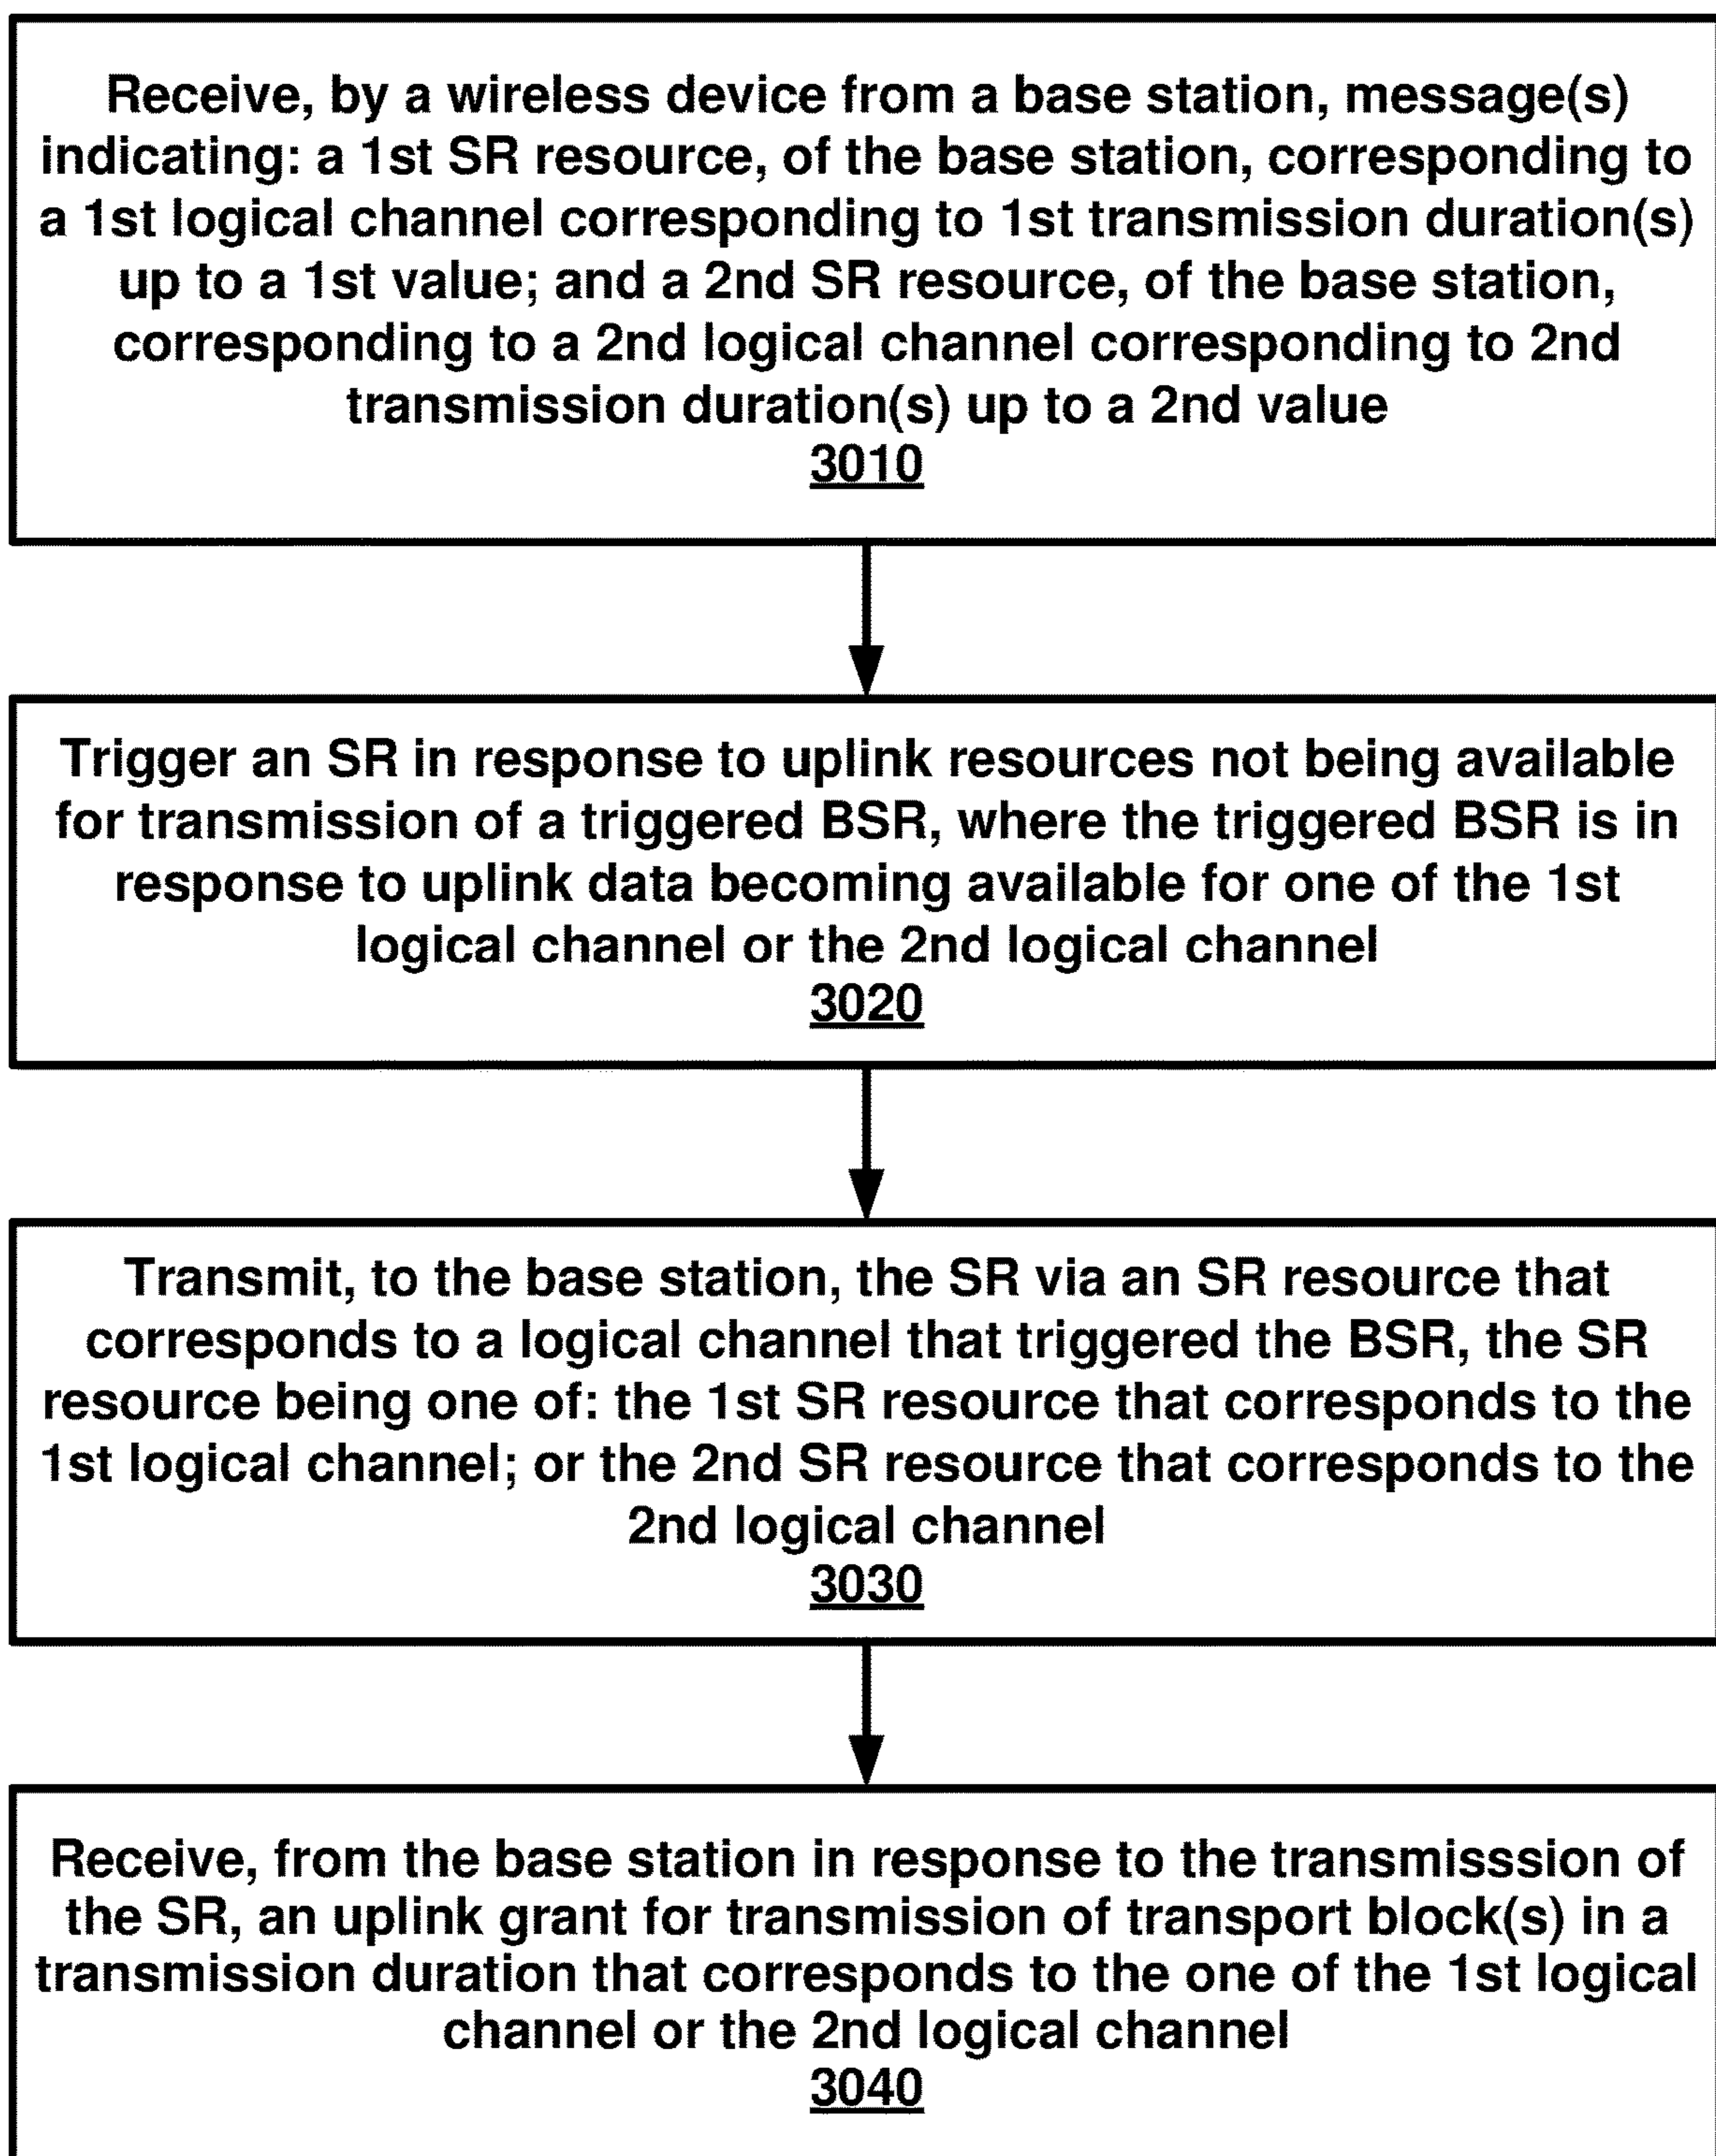 Receive, by a wireless device from a base station, message(s)
indicating: a 1st SR resource, of the base station, corresponding to
a 1st logical channel corresponding to 1st transmission duration(s)
up to a 1st value; and a 2nd SR resource, of the base station,
corresponding to a 2nd logical channel corresponding to 2nd
transmission duration(s) up to a 2nd value
3010
Trigger an SR in response to uplink resources not being available
for transmission of a triggered BSR, where the triggered BSR is in
response to uplink data becoming available for one of the 1st
logical channel or the 2nd logical channel
3020
Transmit, to the base station, the SR via an SR resource that
corresponds to a logical channel that triggered the BSR, the SR
resource being one of: the 1st SR resource that corresponds to the
1st logical channel; or the 2nd SR resource that corresponds to the
2nd logical channel
3030
Receive, from the base station in response to the transmisssion of
the SR, an uplink grant for transmission of transport block(s) in a
transmission duration that corresponds to the one of the 1st logical
channel or the 2nd logical channel
3040